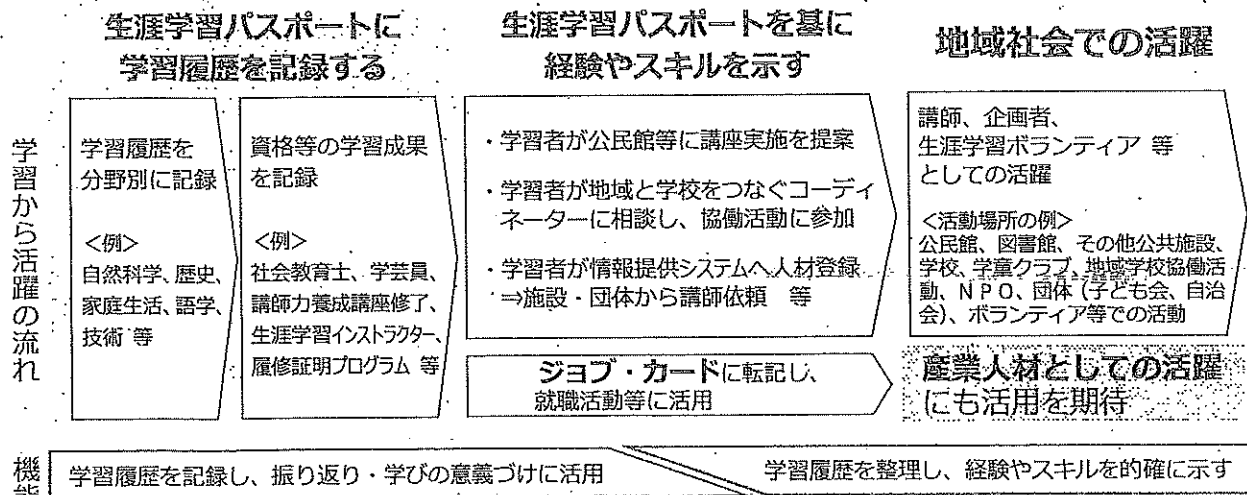 生涯学習パスポートに
学習履歴を記録する
生涯学習パスポートを基に
経験やスキルを示す
地域社会での活躍
学習から活躍の流れ
学習履歴を
分野別に記録
<例>
自然科学、歴史、
家庭生活、語学、
技術 等
資格等の学習成果
を記録
<例>
社会教育士、学芸員、
講師力養成講座修了、
生涯学習インストラクター、
履修証明プログラム 等
・学習者が公民館等に講座実施を提案
・学習者が地域と学校をつなぐコーディ
ネーターに相談し、協働活動に参加
・学習者が情報提供システムへ人材登録
⇒施設・団体から講師依頼 等
講師、企画者、
生涯学習ボランティア 等
としての活躍
<活動場所の例>
公民館、図書館、その他公共施設、
学校、学童クラブ、地域学校協働活
動、NPO、団体(子ども会、自治
会)、ボランティア等での活動
ジョブ・カードに転記し、
就職活動等に活用
産業人材としての活躍
にも活用を期待
機能
学習履歴を記録し、振り返り・学びの意義づけに活用
学習履歴を整理し、経験やスキルを的確に示す